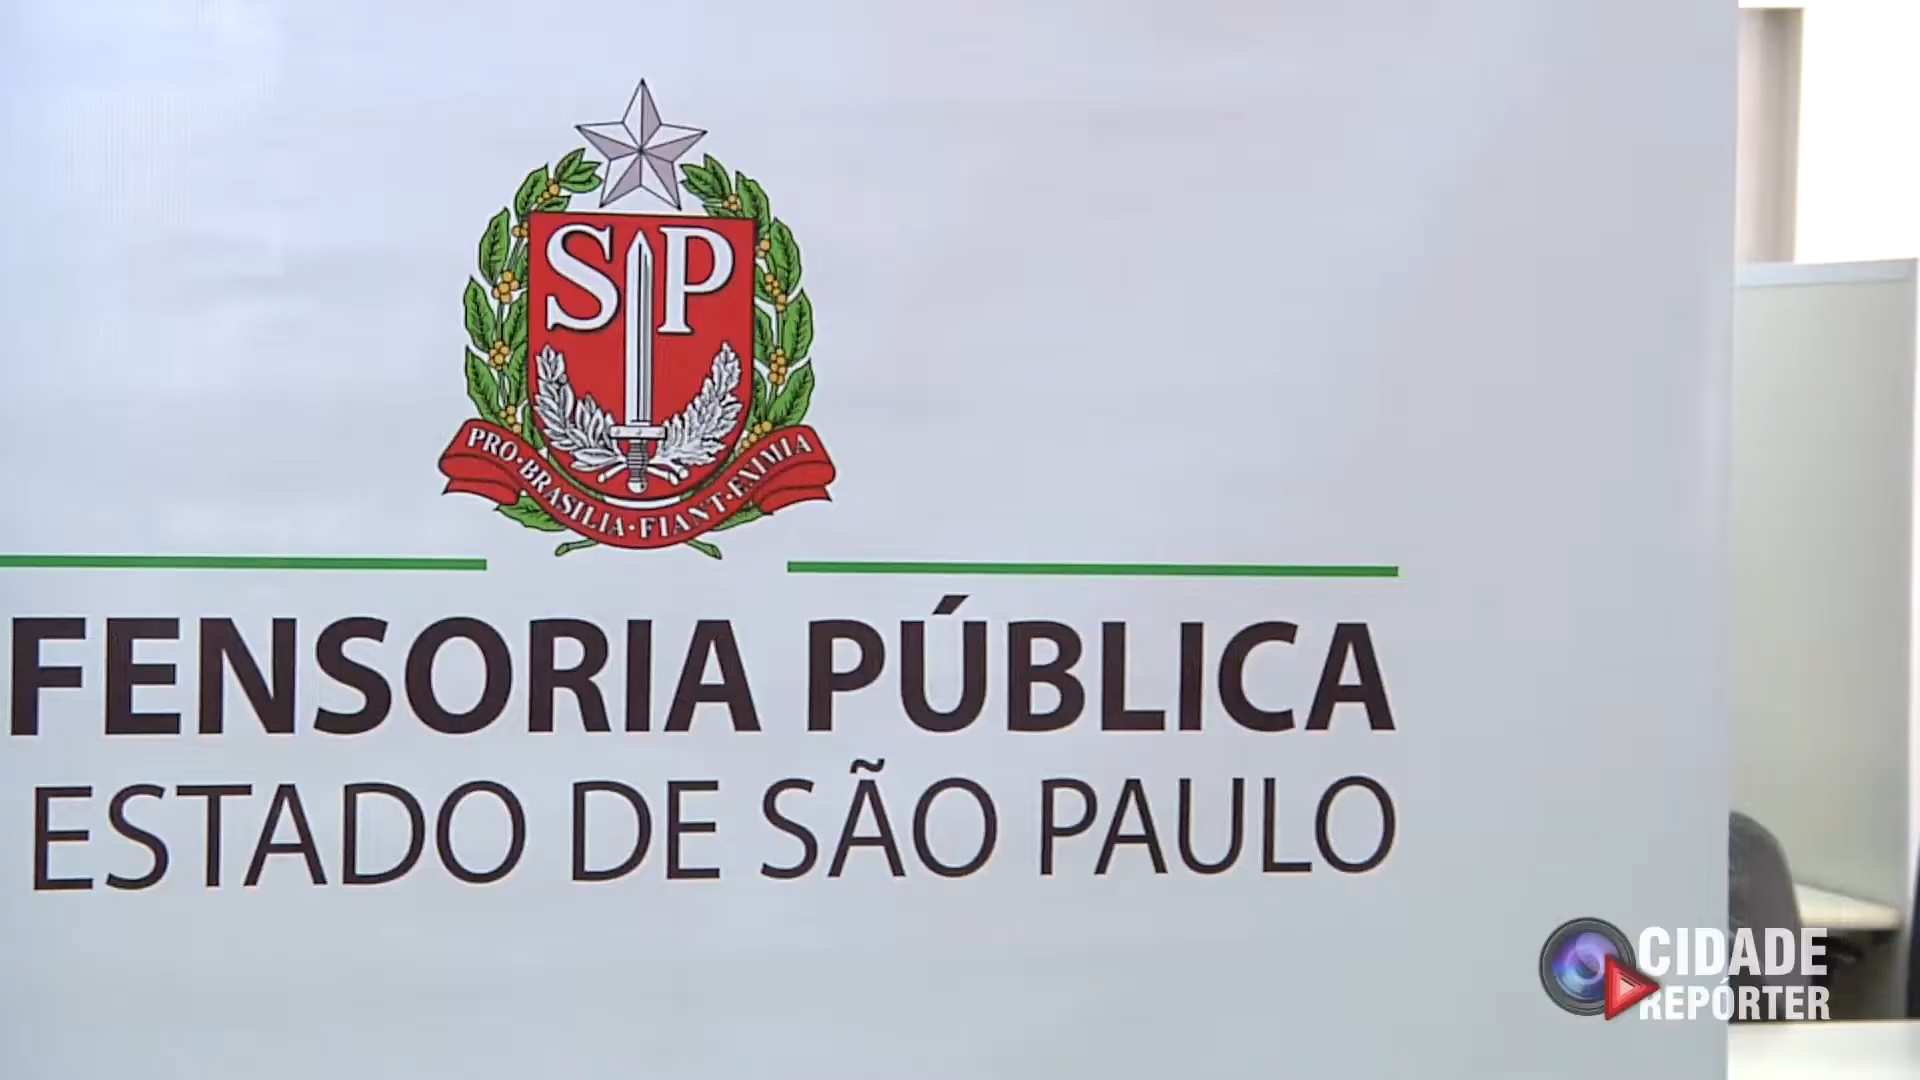 SP
PRO·BRASILIA·FIANT·EXIMIA
FENSORIA PÚBLICA
ESTADO DE SÃO PAULO
CIDADE
REPÓRTER